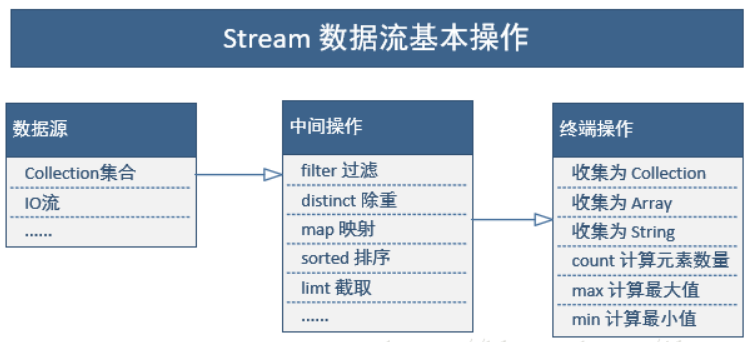 Stream 数据流基本操作
数据源
Collection集合
IO流
......
中间操作
filter 过滤
distinct 除重
map 映射
sorted 排序
limt 截取
......
终端操作
收集为 Collection
收集为 Array
收集为 String
count 计算元素数量
max 计算最大值
min 计算最小值